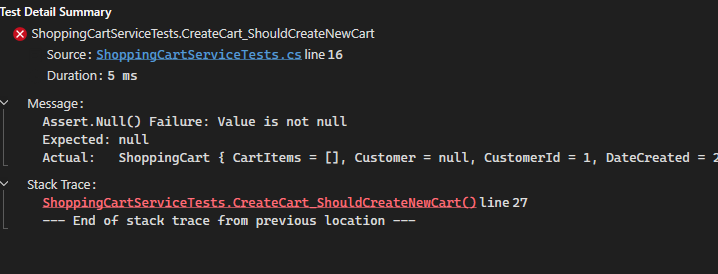 Test Detail Summary
ShoppingCartServiceTests.CreateCart_ShouldCreateNewCart
Source: ShoppingCartServiceTests.cs line 16
Duration: 5 ms
Message:
Assert.Null() Failure: Value is not null
Expected: null
Actual:   ShoppingCart { CartItems = [], Customer = null, CustomerId = 1, DateCreated = 2
Stack Trace:
ShoppingCartServiceTests.CreateCart_ShouldCreateNewCart() line 27
--- End of stack trace from previous location ---